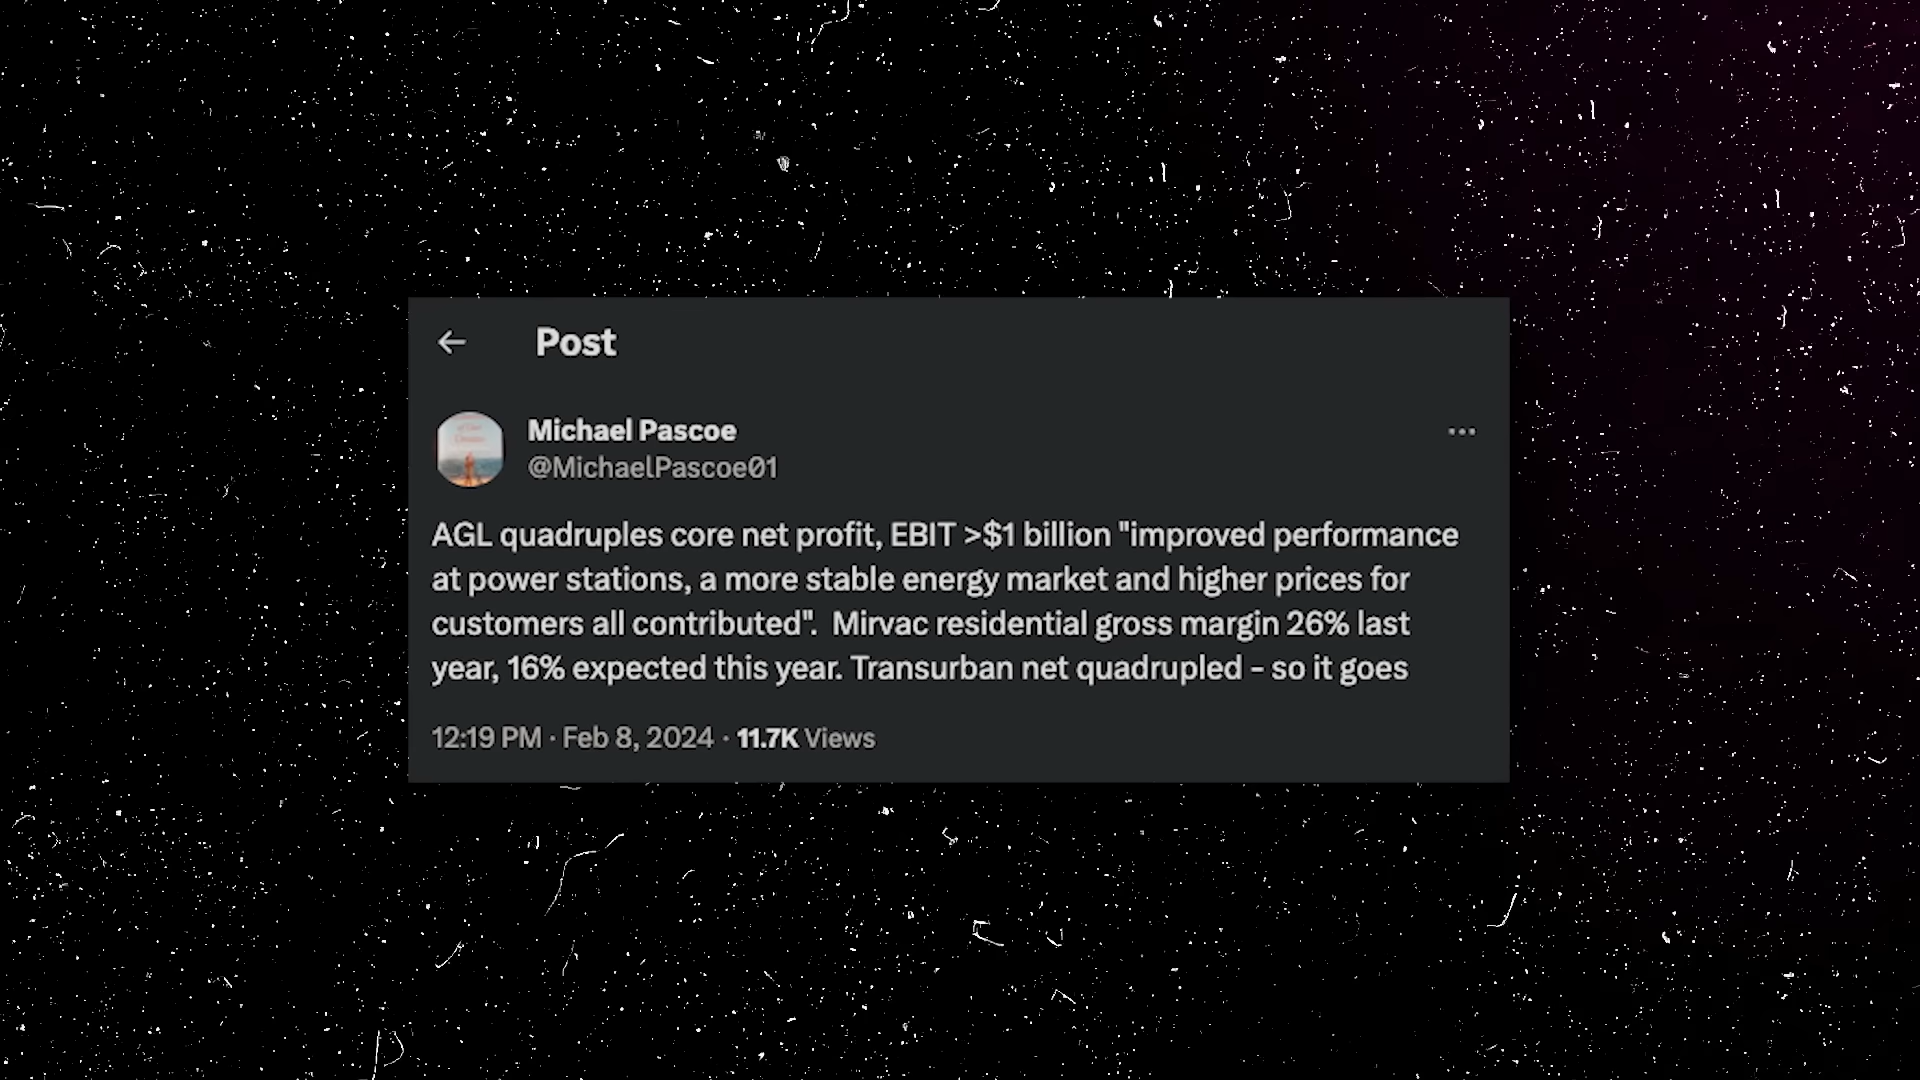 Post
Michael Pascoe
@MichaelPascoe01
AGL quadruples core net profit, EBIT >$1 billion "improved performance
at power stations, a more stable energy market and higher prices for
customers all contributed".  Mirvac residential gross margin 26% last
year, 16% expected this year. Transurban net quadrupled - so it goes
12:19 PM · Feb 8, 2024 · 11.7K Views